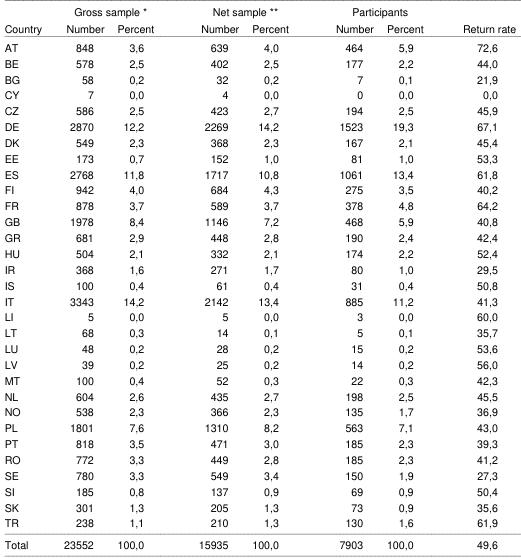 Gross sample * Net sample ** Participants
Country Number Percent Number Percent Number Percent Return rate
AT 848 3,6 639 4,0 464 5,9 72,6
BE 578 2,5 402 2,5 177 2,2 44,0
BG 58 0,2 32 0,2 7 0,1 21,9
CY 7 0,0 4 0,0 0 0,0 0,0
CZ 586 2,5 423 2,7 194 2,5 45,9
DE 2870 12,2 2269 14,2 1523 19,3 67,1
DK 549 2,3 368 2,3 167 2,1 45,4
EE 173 0,7 152 1,0 81 1,0 53,3
ES 2768 11,8 1717 10,8 1061 13,4 61,8
FI 942 4,0 684 4,3 275 3,5 40,2
FR 878 3,7 589 3,7 378 4,8 64,2
GB 1978 8,4 1146 7,2 468 5,9 40,8
GR 681 2,9 448 2,8 190 2,4 42,4
HU 504 2,1 332 2,1 174 2,2 52,4
IR 368 1,6 271 1,7 80 1,0 29,5
IS 100 0,4 61 0,4 31 0,4 50,8
IT 3343 14,2 2142 13,4 885 11,2 41,3
LI 5 0,0 5 0,0 3 0,0 60,0
LT 68 0,3 14 0,1 5 0,1 35,7
LU 48 0,2 28 0,2 15 0,2 53,6
LV 39 0,2 25 0,2 14 0,2 56,0
MT 100 0,4 52 0,3 22 0,3 42,3
NL 604 2,6 435 2,7 198 2,5 45,5
NO 538 2,3 366 2,3 135 1,7 36,9
PL 1801 7,6 1310 8,2 563 7,1 43,0
PT 818 3,5 471 3,0 185 2,3 39,3
RO 772 3,3 449 2,8 185 2,3 41,2
SE 780 3,3 549 3,4 150 1,9 27,3
SI 185 0,8 137 0,9 69 0,9 50,4
SK 301 1,3 205 1,3 73 0,9 35,6
TR 238 1,1 210 1,3 130 1,6 61,9
Total 23552 100,0 15935 100,0 7903 100,0 49,6